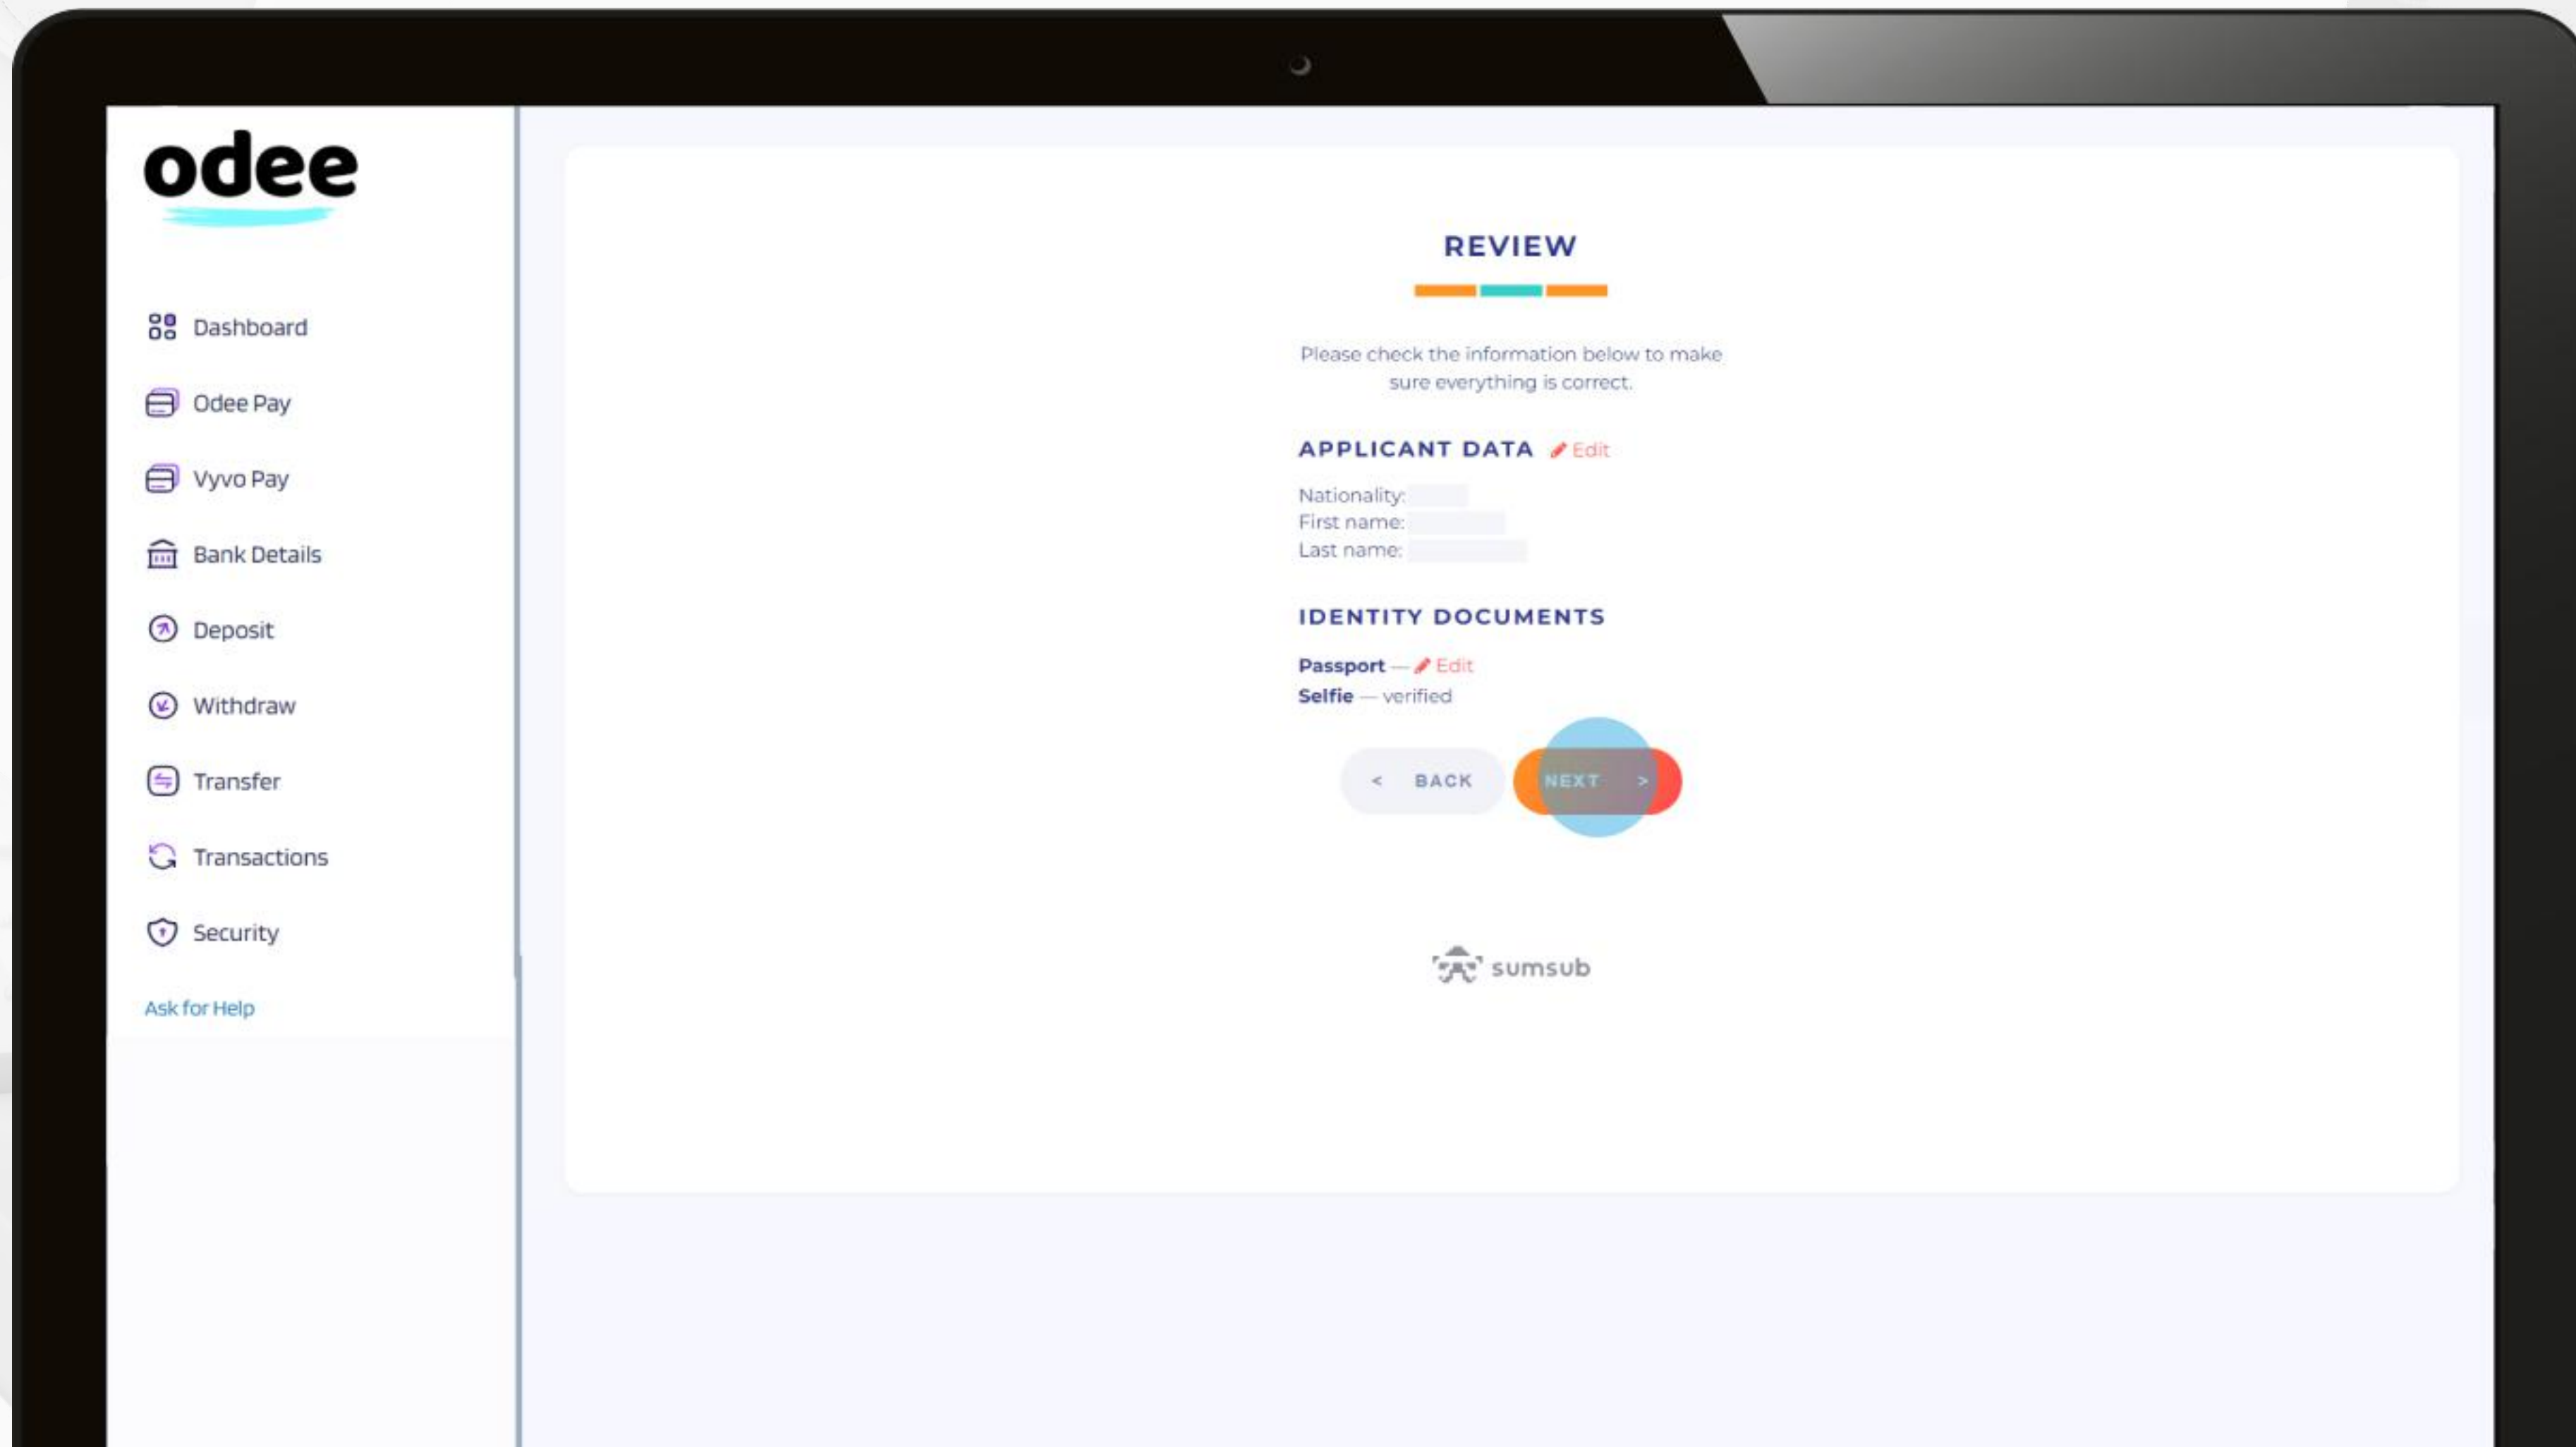 odee
Dashboard
Odee Pay
Vyvo Pay
Bank Details
Deposit
Withdraw
Transfer
Transactions
Security
Ask for Help
REVIEW
Please check the information below to make
sure everything is correct.
APPLICANT DATA Edit
Nationality:
First name:
Last name:
IDENTITY DOCUMENTS
Passport — Edit
Selfie — verified
< BACK NEXT >
sumsub